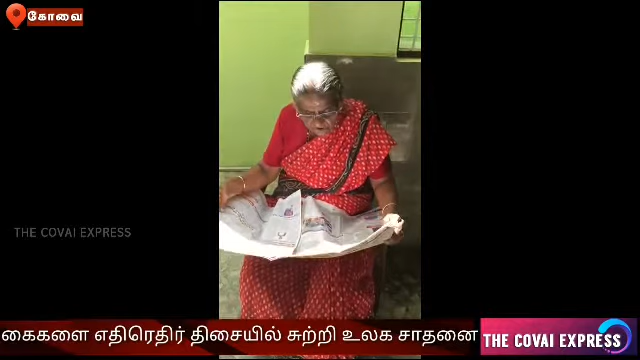 கோவை
THE COVAI EXPRESS
கைகளை எதிரெதிர் திசையில் சுற்றி உலக சாதனை
THE COVAI EXPRESS